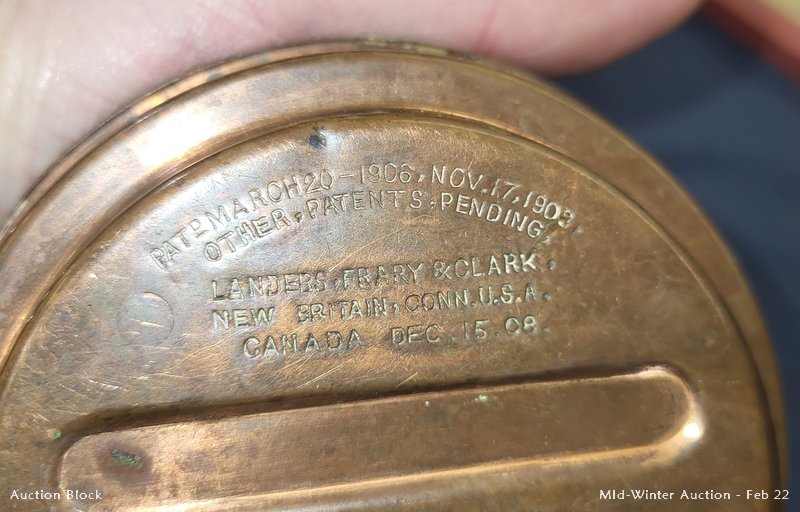 PAT'E MARCH 20-1906, NOV. 17, 1903.
OTHER, PATENTS, PENDING,
LANDERS, FRARY & CLARK,
NEW BRITAIN, CONN. U.S.A.
CANADA DEC. 15. 08.
Auction Block
MId-Winter Auction - Feb 22